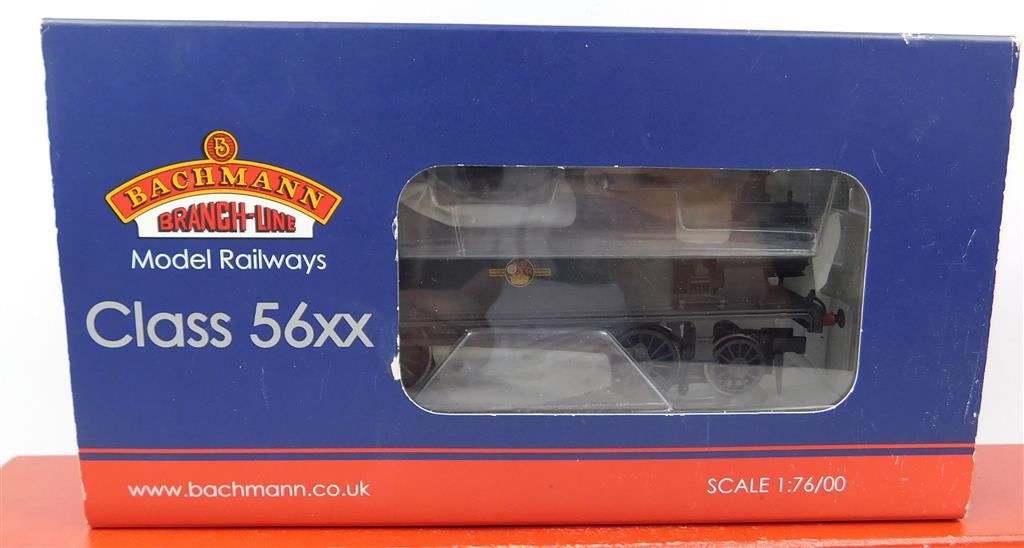 B
BACHMANN
BRANCH-LINE
Model Railways
Class 56xx
www.bachmann.co.uk
SCALE 1:76/00